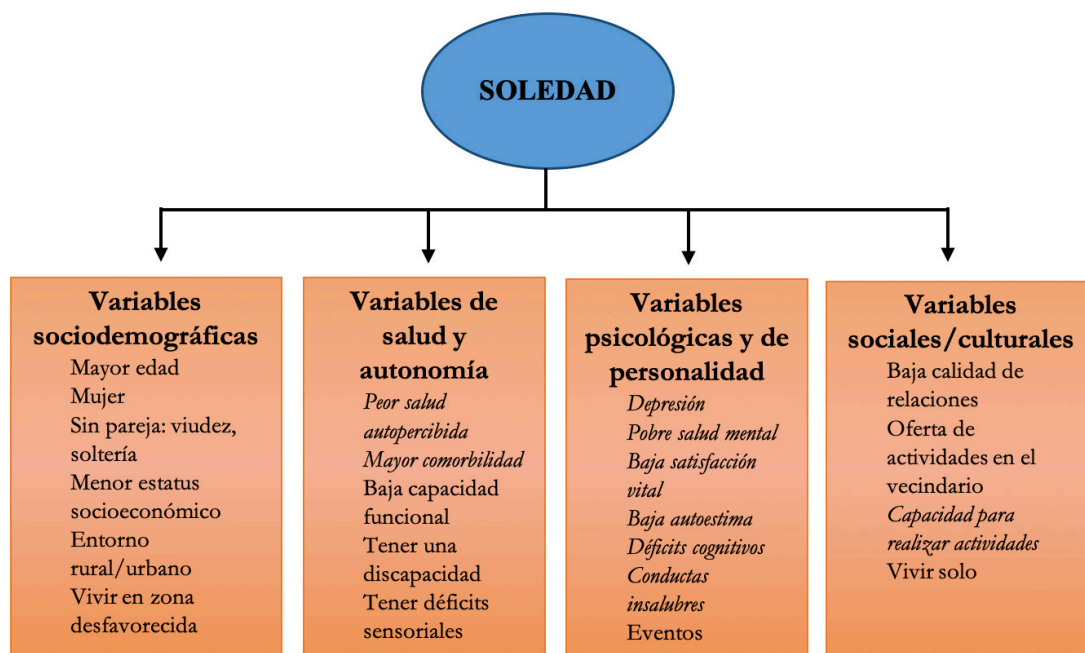 SOLEDAD
Variables
sociodemográficas
Mayor edad
Mujer
Sin pareja: viudez,
soltería
Menor estatus
socioeconómico
Entorno
rural/urbano
Vivir en zona
desfavorecida
Variables de
salud y
autonomía
Peor salud
autopercibida
Mayor comorbilidad
Baja capacidad
funcional
Tener una
discapacidad
Tener déficits
sensoriales
Variables
psicológicas y de
personalidad
Depresión
Pobre salud mental
Baja satisfacción
vital
Baja autoestima
Déficits cognitivos
Conductas
insalubres
Eventos
Variables
sociales/culturales
Baja calidad de
relaciones
Oferta de
actividades en el
vecindario
Capacidad para
realizar actividades
Vivir solo